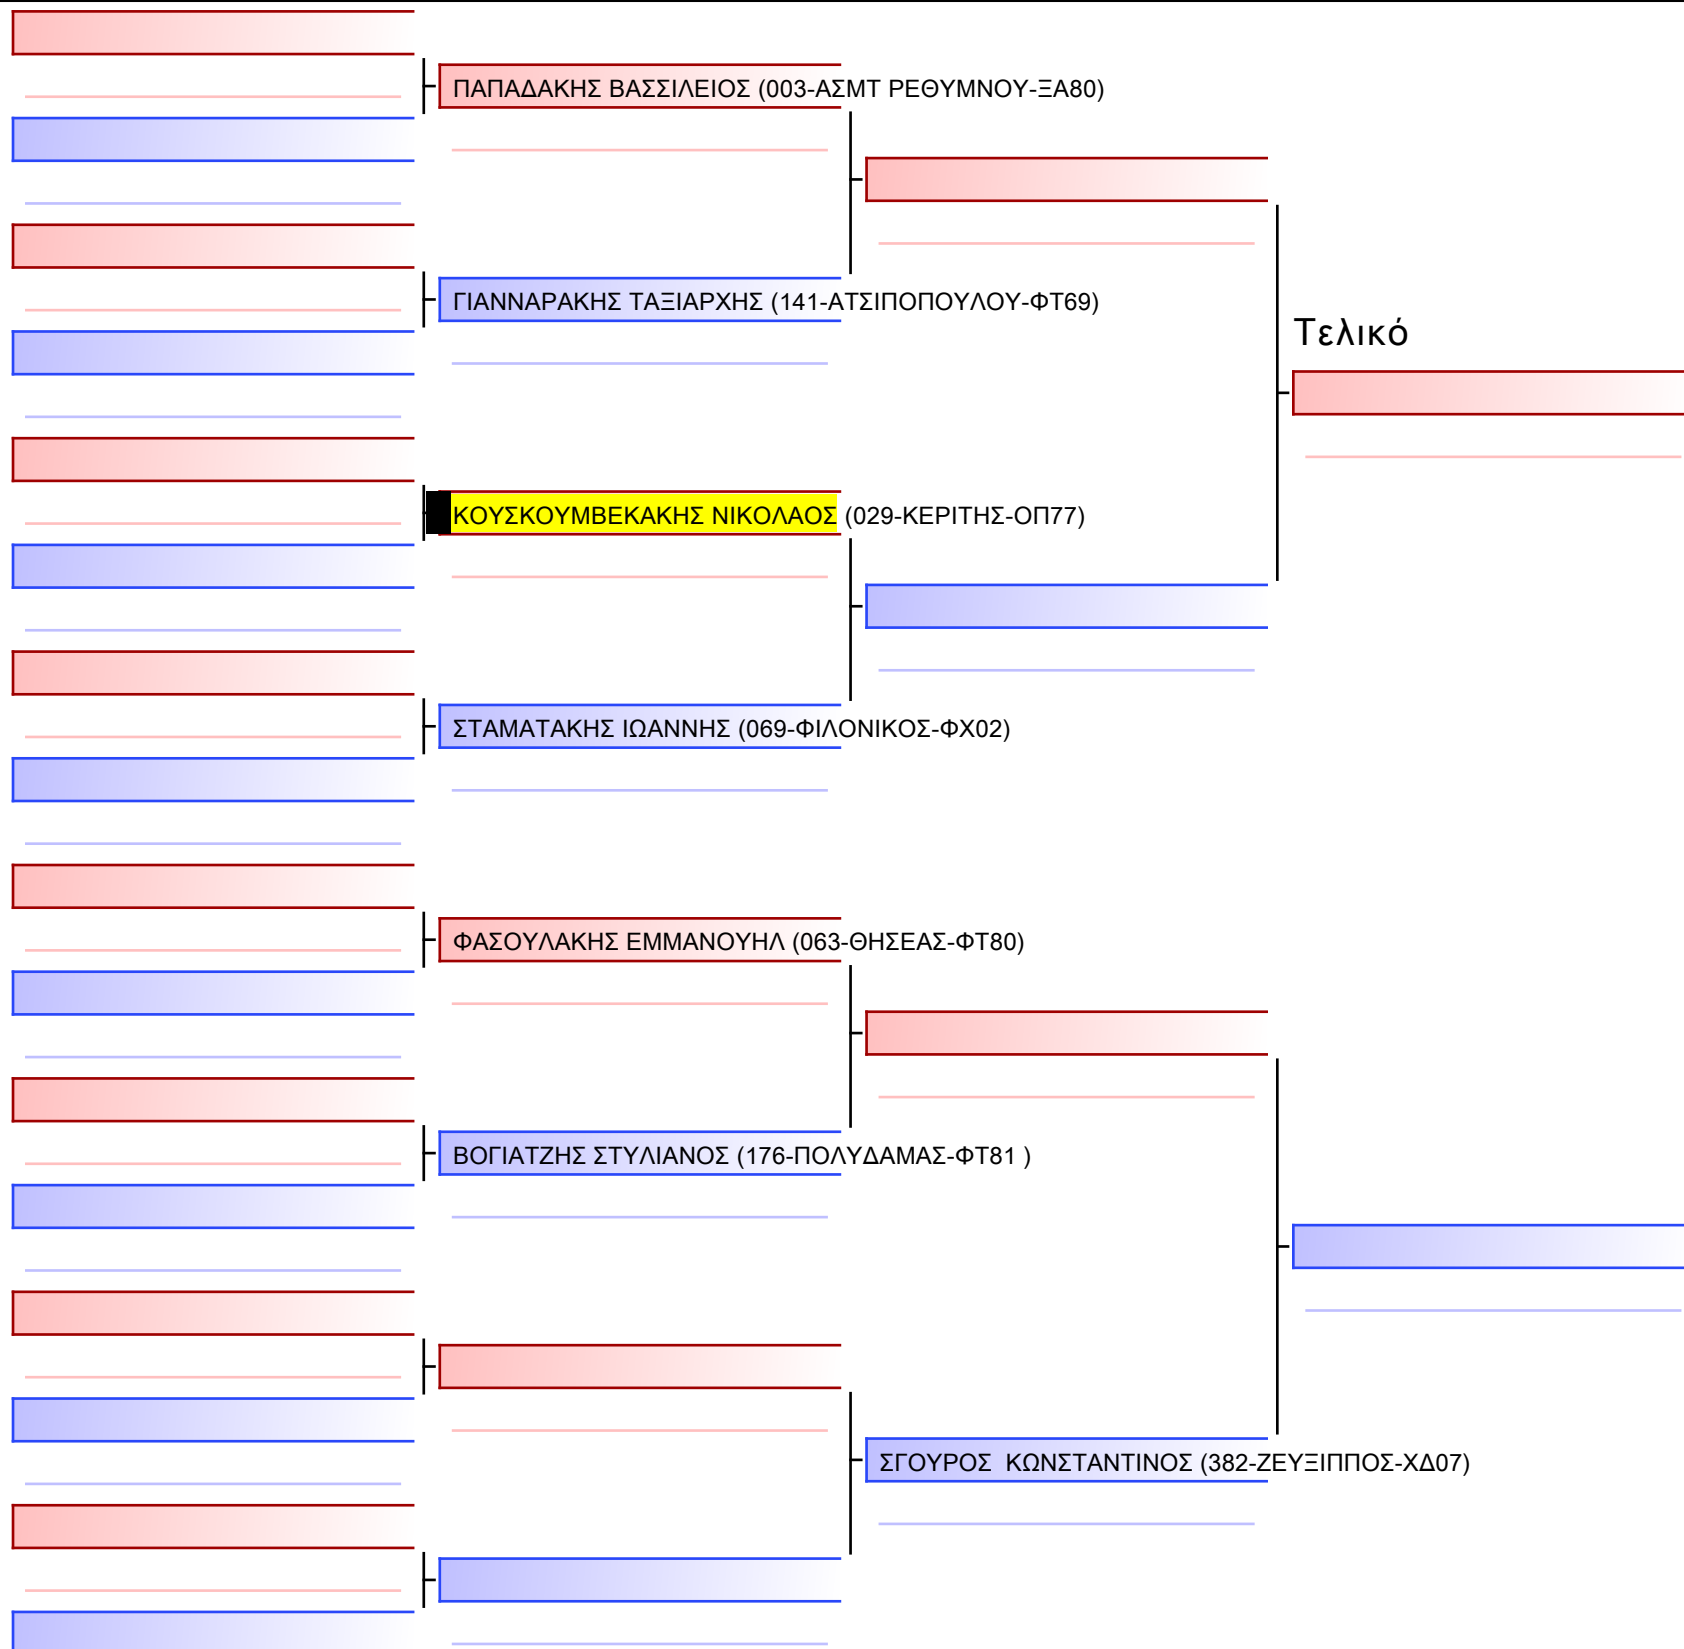 ΠΑΠΑΔΑΚΗΣ ΒΑΣΣΙΛΕΙΟΣ (003-ΑΣΜΤ ΡΕΘΥΜΝΟΥ-ΞΑ80)
ΓΙΑΝΝΑΡΑΚΗΣ ΤΑΞΙΑΡΧΗΣ (141-ΑΤΣΙΠΟΠΟΥΛΟΥ-ΦΤ69)
Τελικό
ΚΟΥΣΚΟΥΜΒΕΚΑΚΗΣ ΝΙΚΟΛΑΟΣ (029-ΚΕΡΙΤΗΣ-ΟΠ77)
ΣΤΑΜΑΤΑΚΗΣ ΙΩΑΝΝΗΣ (069-ΦΙΛΟΝΙΚΟΣ-ΦΧ02)
ΦΑΣΟΥΛΑΚΗΣ ΕΜΜΑΝΟΥΗΛ (063-ΘΗΣΕΑΣ-ΦΤ80)
ΒΟΓΙΑΤΖΗΣ ΣΤΥΛΙΑΝΟΣ (176-ΠΟΛΥΔΑΜΑΣ-ΦΤ81 )
ΣΓΟΥΡΟΣ  ΚΩΝΣΤΑΝΤΙΝΟΣ (382-ΖΕΥΞΙΠΠΟΣ-ΧΔ07)